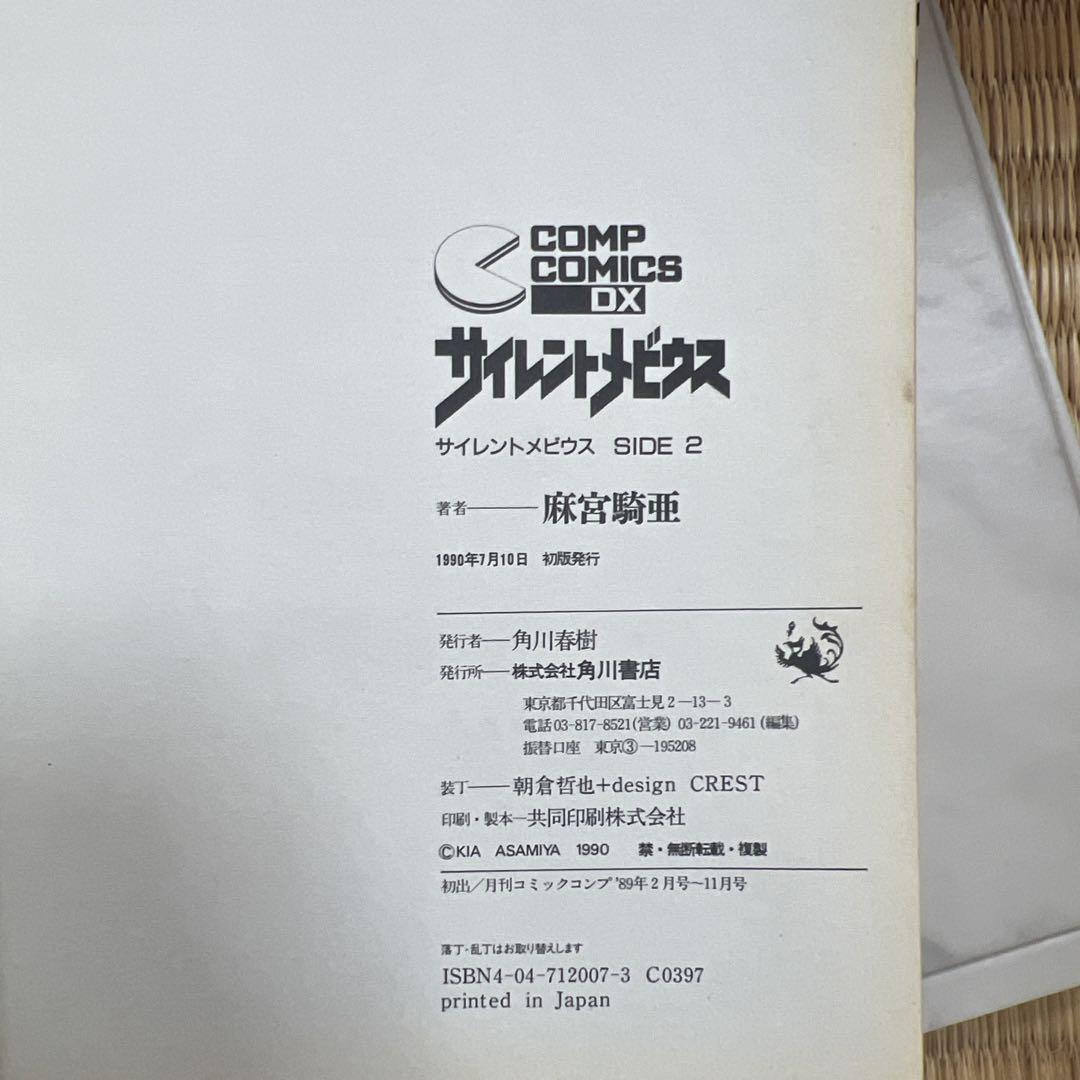 COMP
COMICS
DX
サイレントメビウス
サイレントメビウス SIDE 2
著者――麻宮騎亜
1990年7月10日 初版発行
発行者―角川春樹
発行所―株式会社角川書店
東京都千代田区富士見2―13―3
電話03-817-8521(営業) 03-221-9461(編集)
振替口座 東京③―195208
装丁――朝倉哲也+design CREST
印刷・製本―共同印刷株式会社
©KIA ASAMIYA 1990 禁・無断転載・複製
初出/月刊コミックコンプ'89年2月号~11月号
落丁・乱丁はお取り替えします
ISBN4-04-712007-3 C0397
printed in Japan